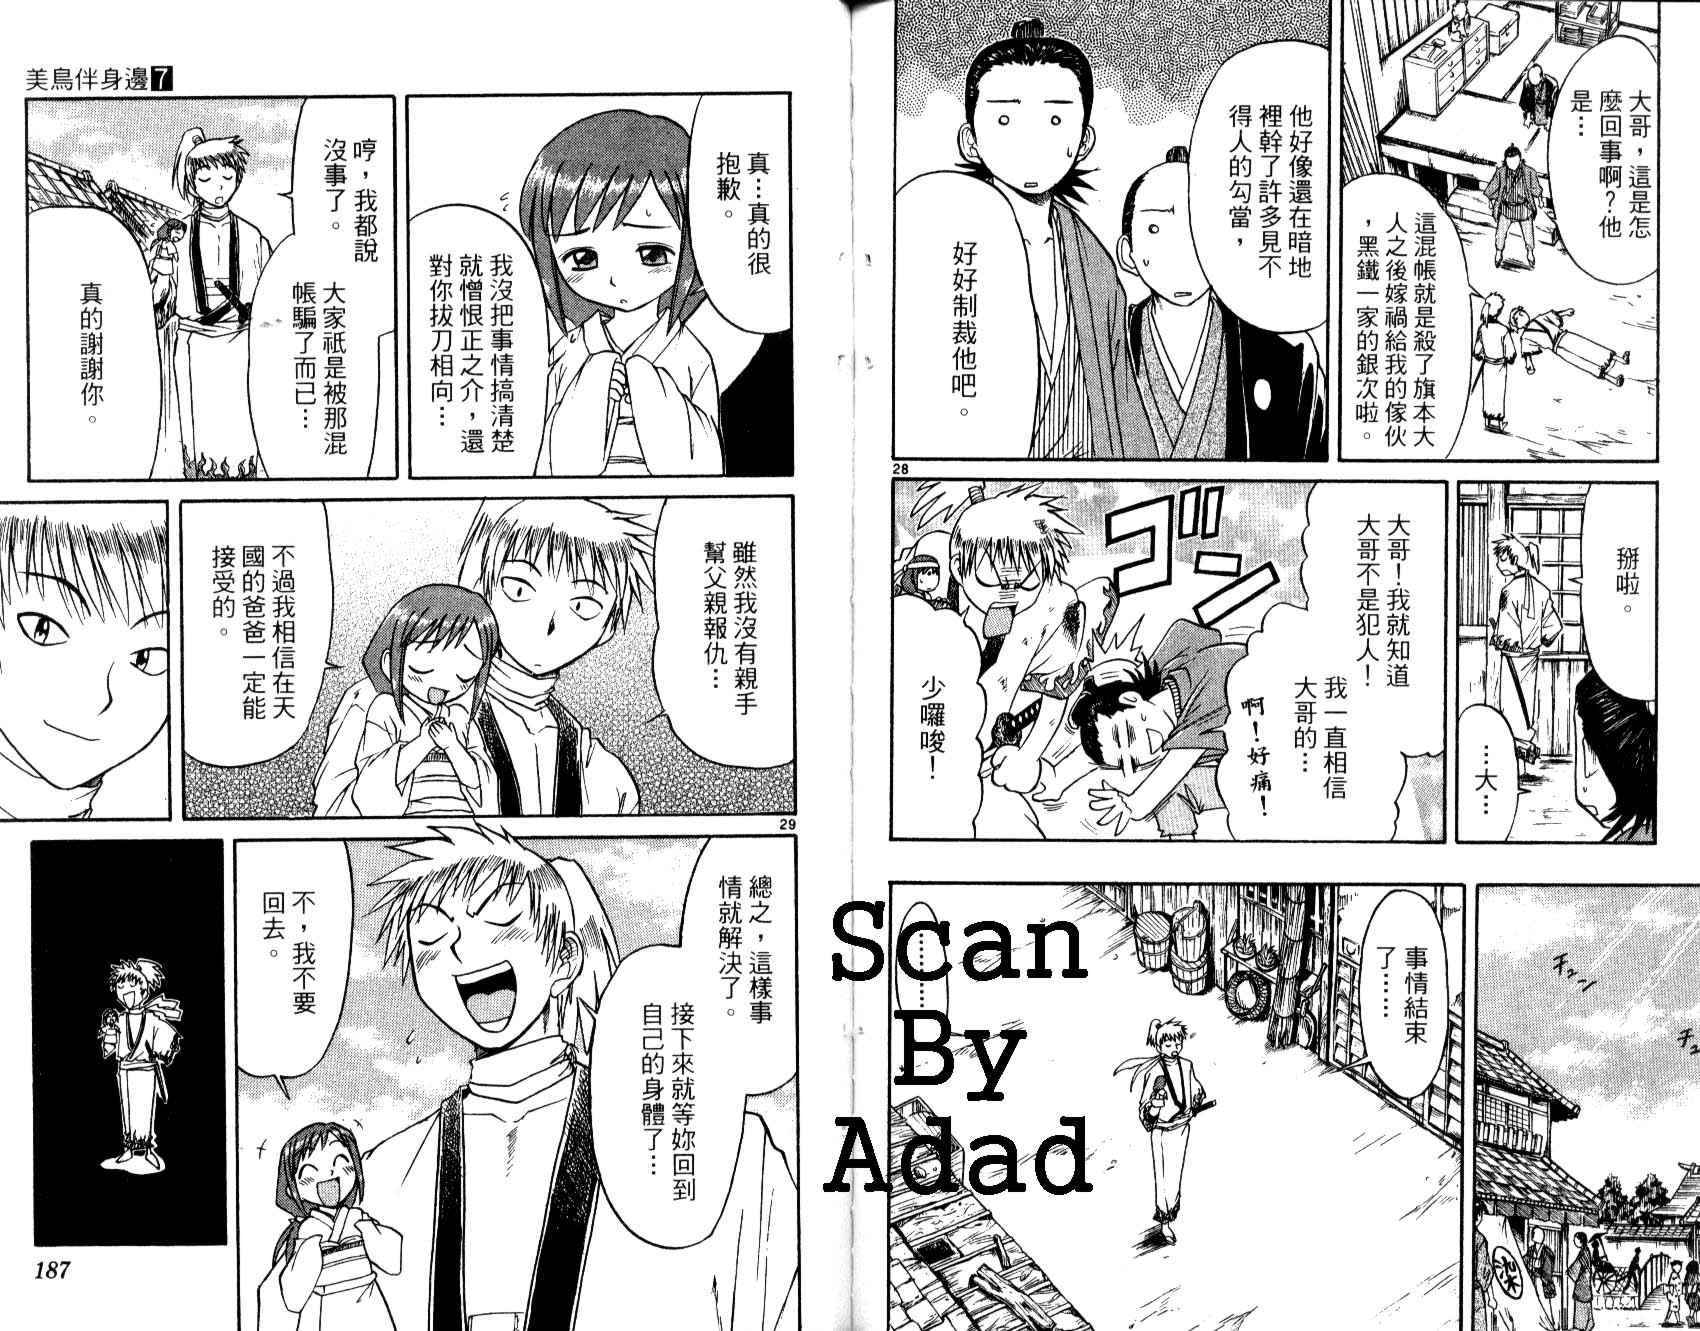 大哥，這是怎
麼回事啊？他
是…
這混帳就是殺了旗本大
人之後嫁禍給我的傢伙
，黑鐵一家的銀次啦。
他好像還在暗地
裡幹了許多見不
得人的勾當，
好好制裁他吧。
28
掰啦。
…大…
大哥！我就知道
大哥不是犯人！
我一直相信
大哥的…
啊！好痛！
ゴン
少囉唆！
チュン
チュン
事情結束
了……
………
美鳥伴身邊7
真…真的很
抱歉。
我沒把事情搞清楚
就憎恨正之介，還
對你拔刀相向…
哼，我都說
沒事了。
大家祇是被那混
帳騙了而已…
真的謝謝你。
雖然我沒有親手
幫父親報仇…
不過我相信在天
國的爸爸一定能
接受的。
29
總之，這樣事
情就解決了。
接下來就等妳回到
自己的身體了…
不，我不要
回去。
187
Scan
By
Adad